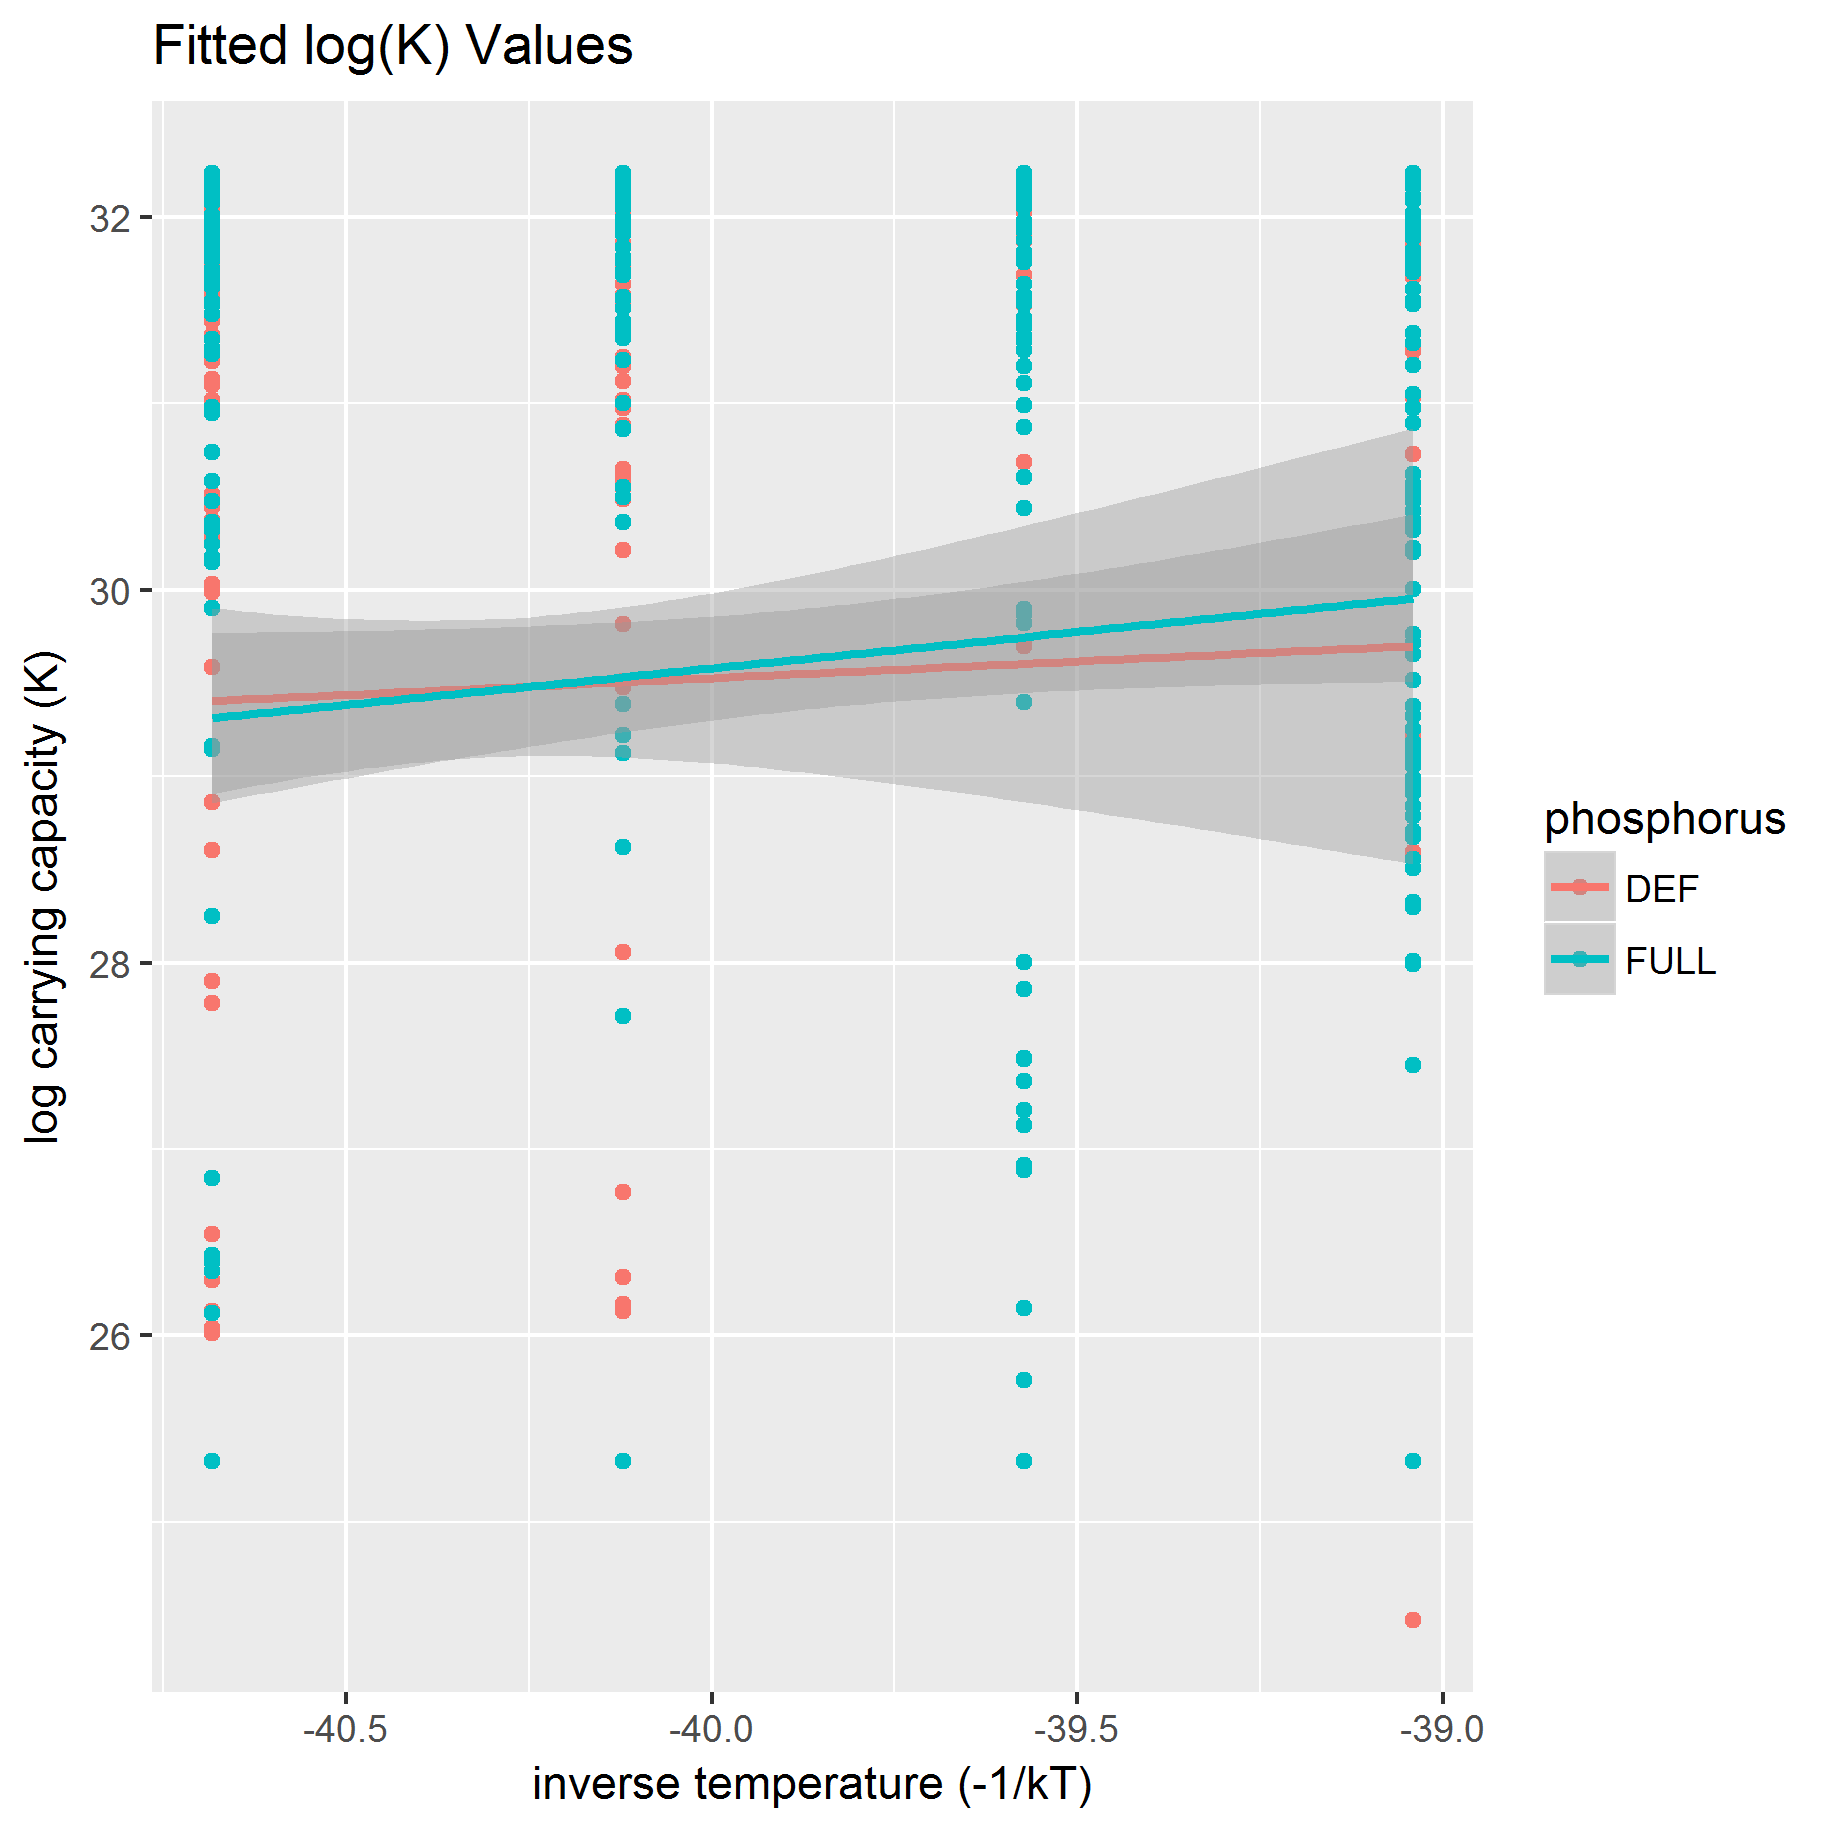 Fitted log(K) Values
log carrying capacity (K)
32
30
28
26
-40.5
-40.0
-39.5
-39.0
inverse temperature (-1/kT)
phosphorus
DEF
FULL